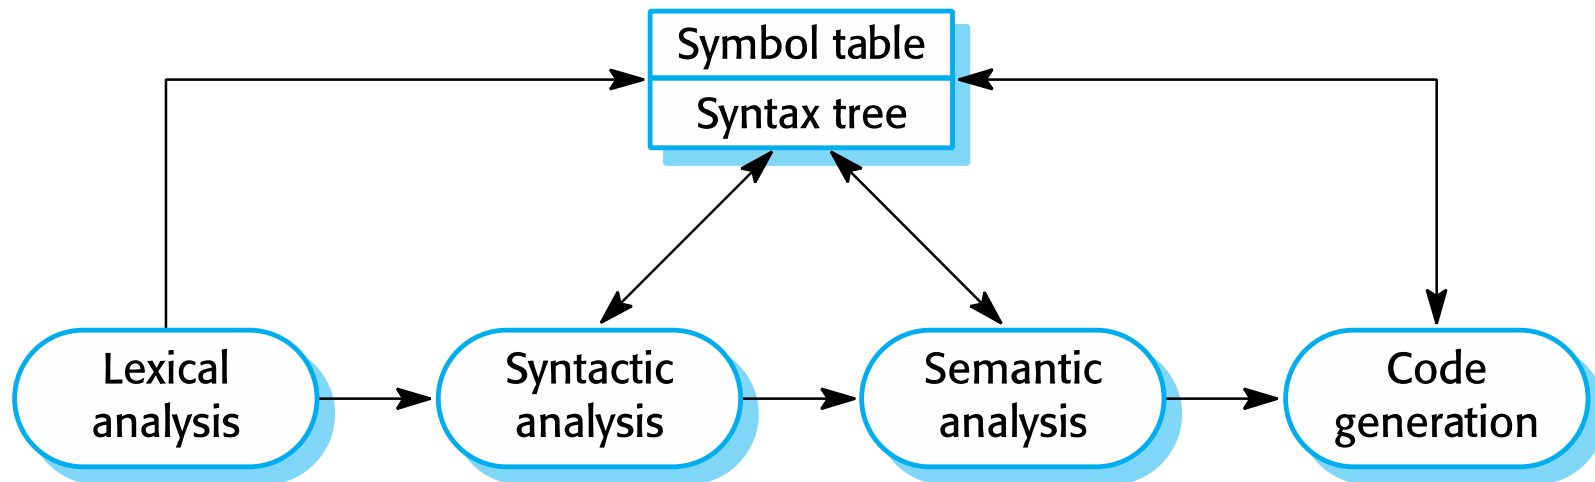 Symbol table
Syntax tree
Lexical
analysis
Syntactic
analysis
Semantic
analysis
Code
generation